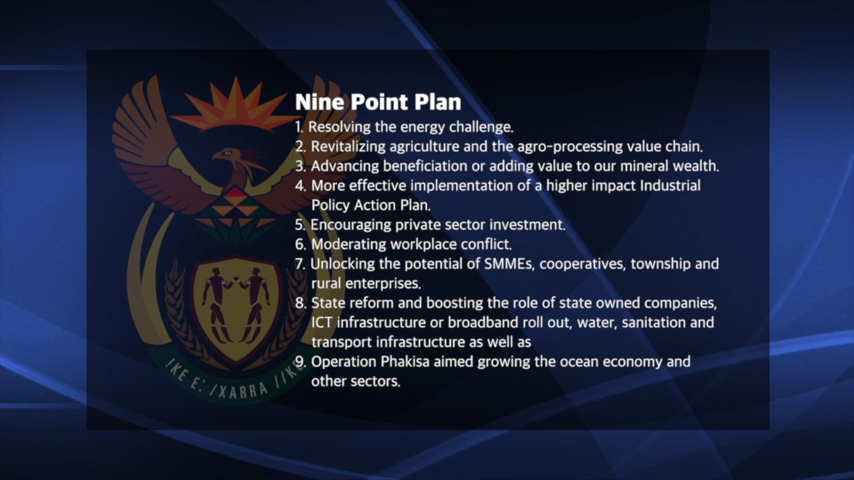 Nine Point Plan
1. Resolving the energy challenge.
2. Revitalizing agriculture and the agro-processing value chain.
3. Advancing beneficiation or adding value to our mineral wealth.
4. More effective implementation of a higher impact Industrial
Policy Action Plan.
5. Encouraging private sector investment.
6. Moderating workplace conflict.
7. Unlocking the potential of SMMEs, cooperatives, township and
rural enterprises.
8. State reform and boosting the role of state owned companies,
ICT infrastructure or broadband roll out, water, sanitation and
transport infrastructure as well as
9. Operation Phakisa aimed growing the ocean economy and
other sectors.
!KE E: /XARRA //K